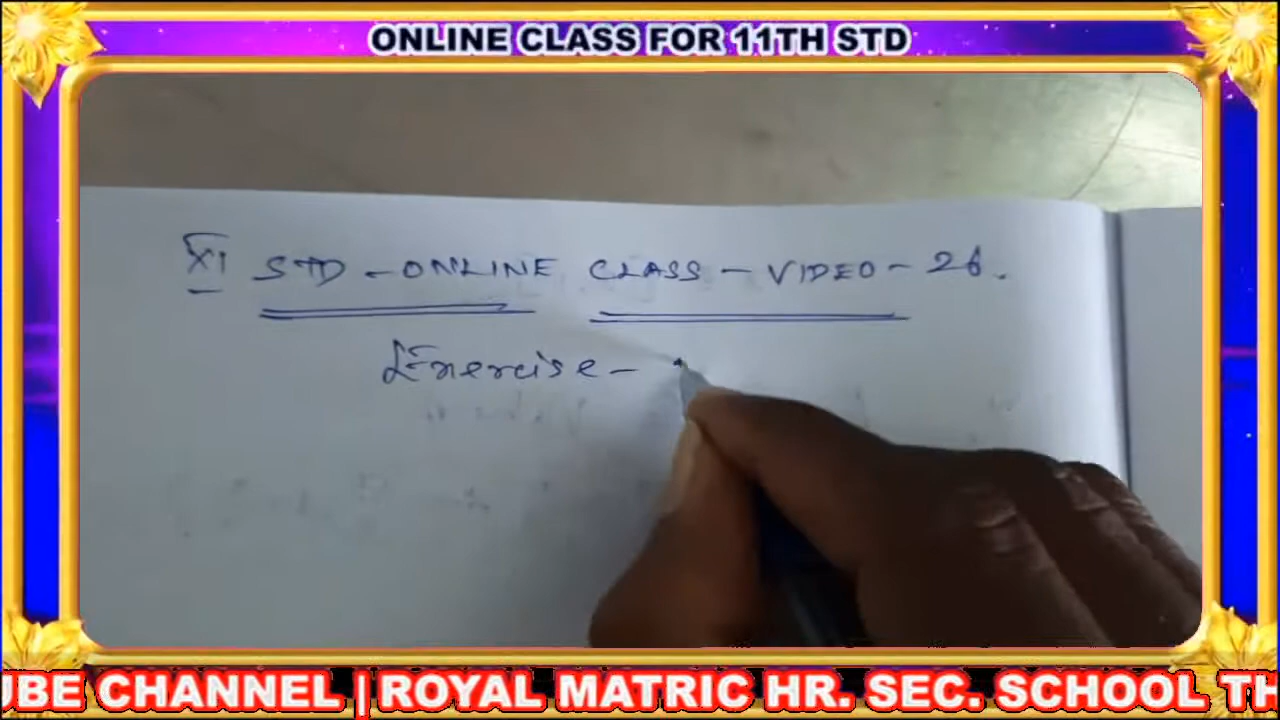 ONLINE CLASS FOR 11TH STD
XI STD - ONLINE CLASS - VIDEO - 26.
Exercise -
UBE CHANNEL | ROYAL MATRIC HR. SEC. SCHOOL TH